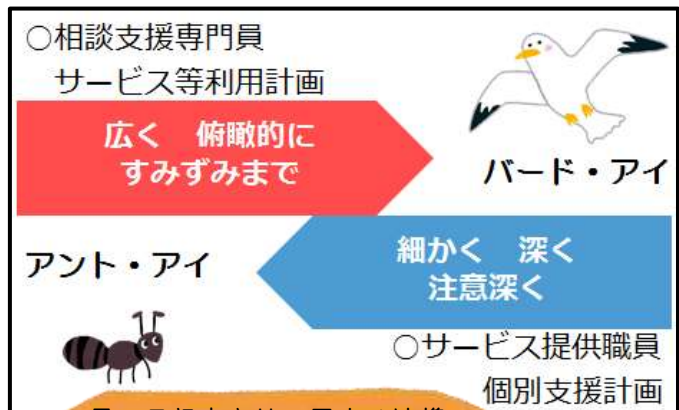 ○相談支援専門員
サービス等利用計画
広く 俯瞰的に
すみずみまで
バード・アイ
アント・アイ
細かく 深く
注意深く
○サービス提供職員
個別支援計画